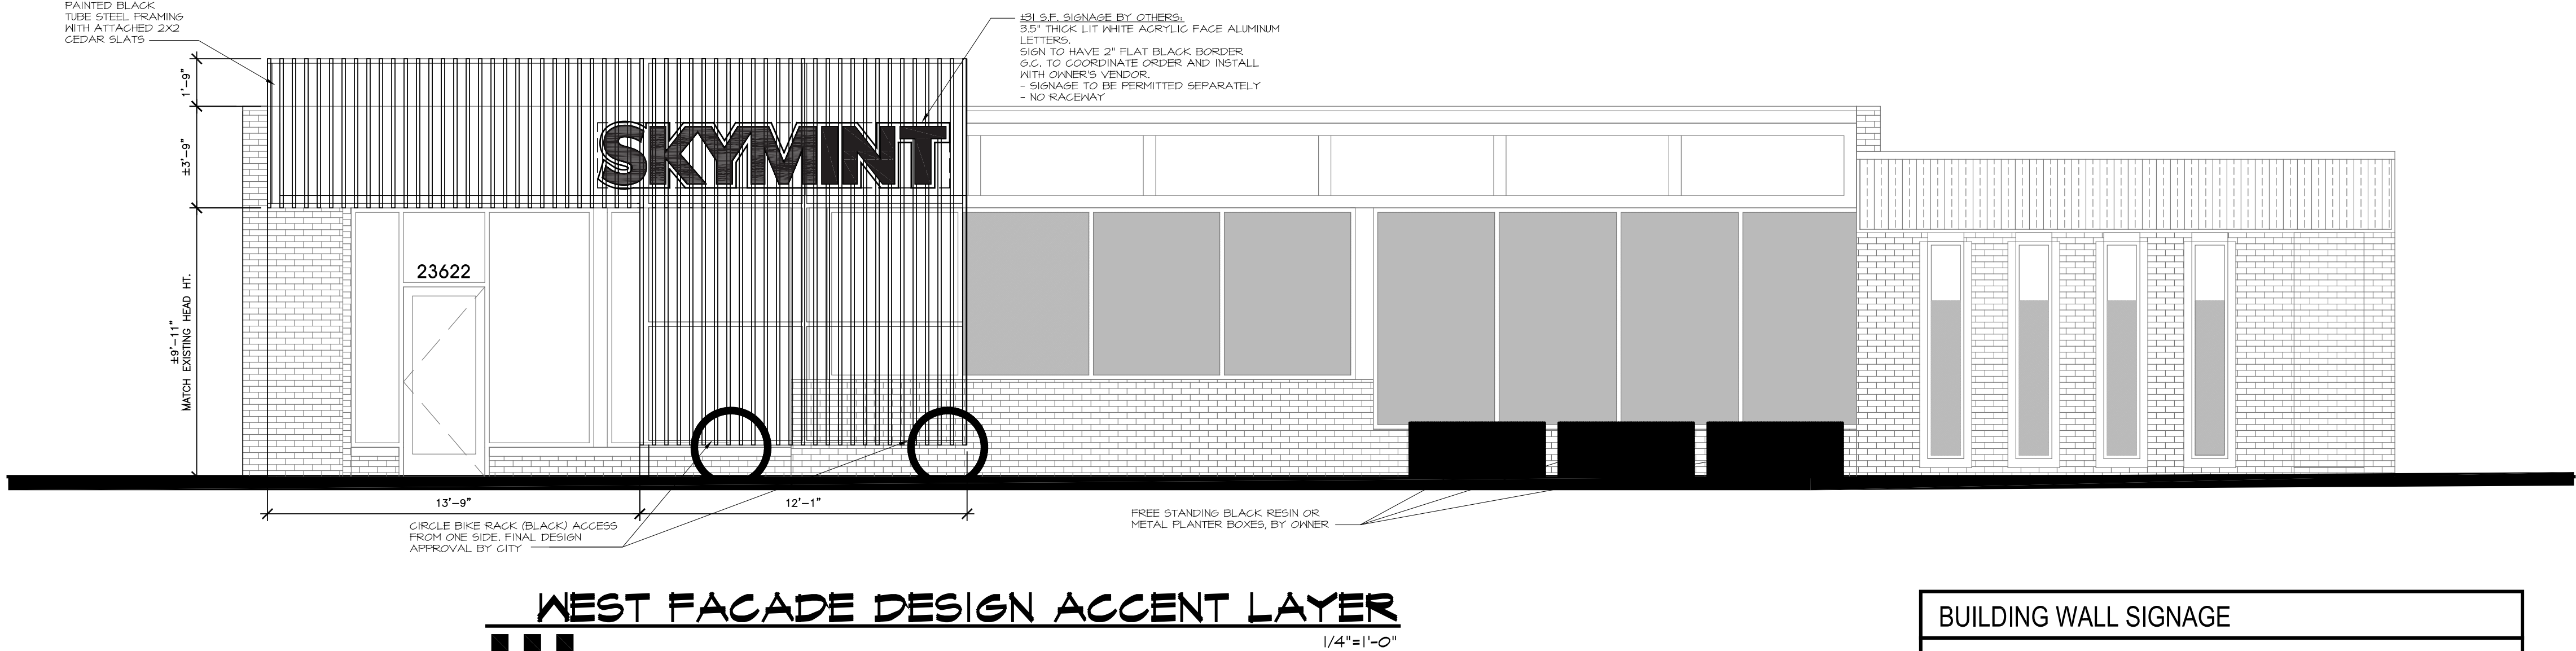 PAINTED BLACK
TUBE STEEL FRAMING
WITH ATTACHED 2X2
CEDAR SLATS
±31 S.F. SIGNAGE BY OTHERS:
3.5" THICK LIT WHITE ACRYLIC FACE ALUMINUM
LETTERS.
SIGN TO HAVE 2" FLAT BLACK BORDER
G.C. TO COORDINATE ORDER AND INSTALL
WITH OWNER'S VENDOR.
- SIGNAGE TO BE PERMITTED SEPARATELY
- NO RACEWAY
1'-9"
±3'-9"
±9'-11"
MATCH EXISTING HEAD HT.
SKYMINT
23622
13'-9"
12'-1"
CIRCLE BIKE RACK (BLACK) ACCESS
FROM ONE SIDE. FINAL DESIGN
APPROVAL BY CITY
FREE STANDING BLACK RESIN OR
METAL PLANTER BOXES, BY OWNER
WEST FACADE DESIGN ACCENT LAYER
1/4"=1'-0"
BUILDING WALL SIGNAGE